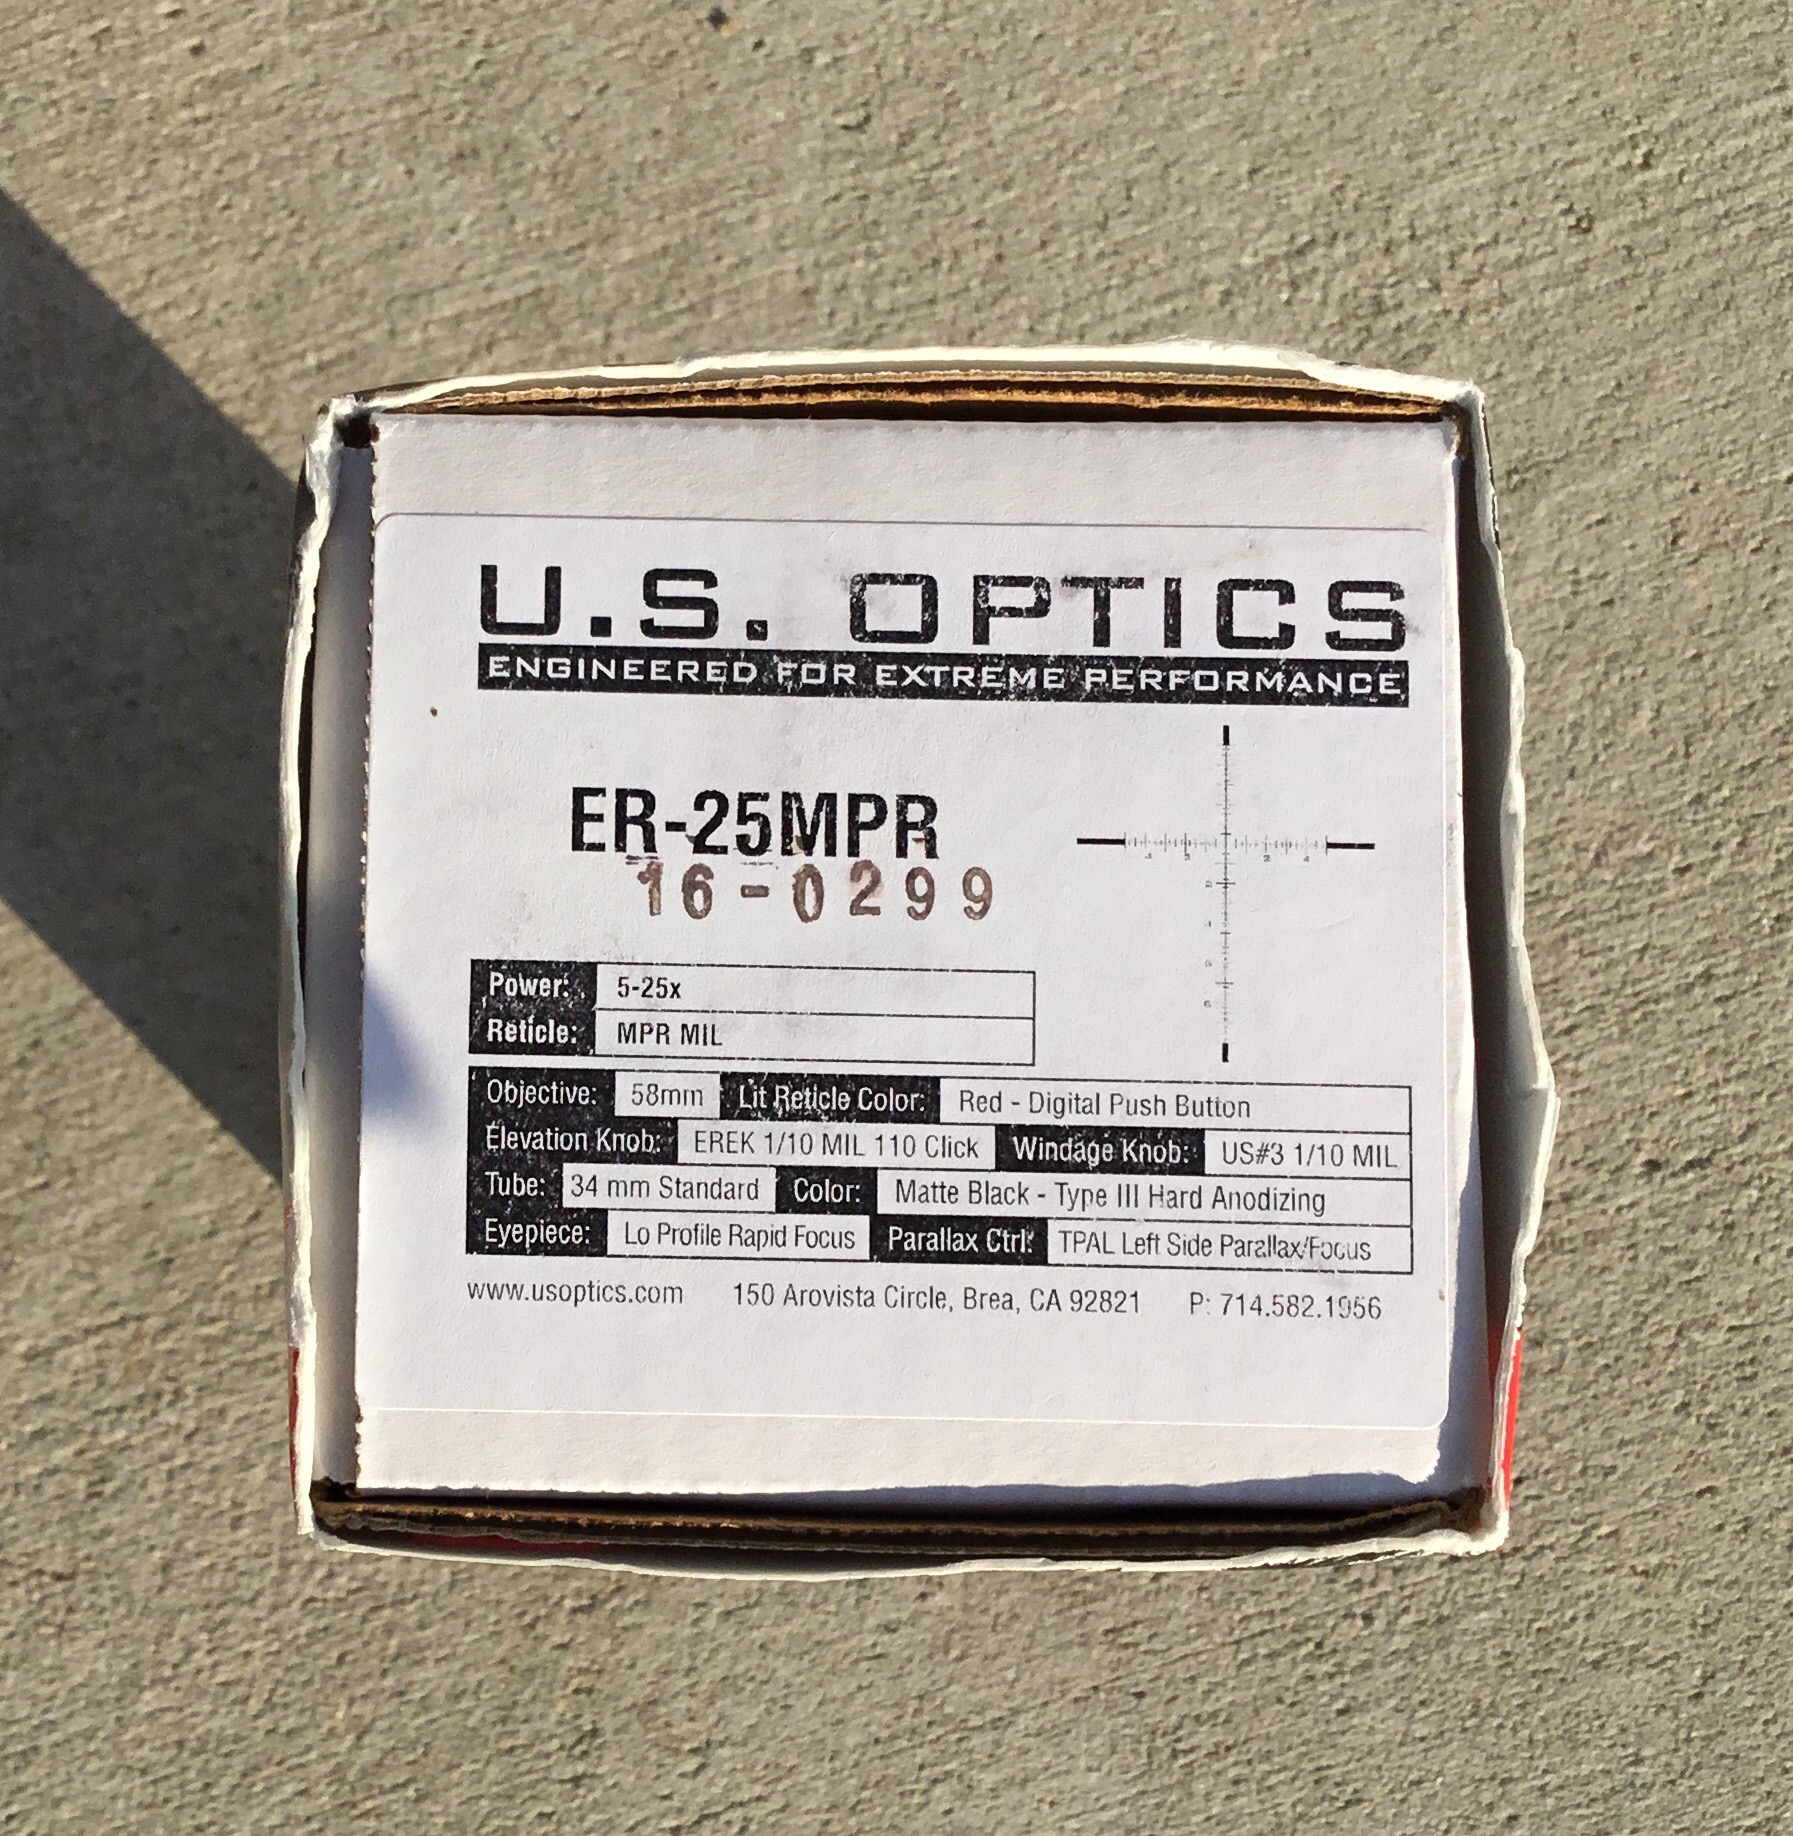 U.S. OPTICS
ENGINEERED FOR EXTREME PERFORMANCE
ER-25MPR
16-0299
Power: 5-25x
Reticle: MPR MIL
Objective: 58mm Lit Reticle Color: Red - Digital Push Button
Elevation Knob: EREK 1/10 MIL 110 Click Windage Knob: US#3 1/10 MIL
Tube: 34 mm Standard Color: Matte Black - Type III Hard Anodizing
Eyepiece: Lo Profile Rapid Focus Parallax Ctrl: TPAL Left Side Parallax/Focus
www.usoptics.com 150 Arovista Circle, Brea, CA 92821 P: 714.582.1956